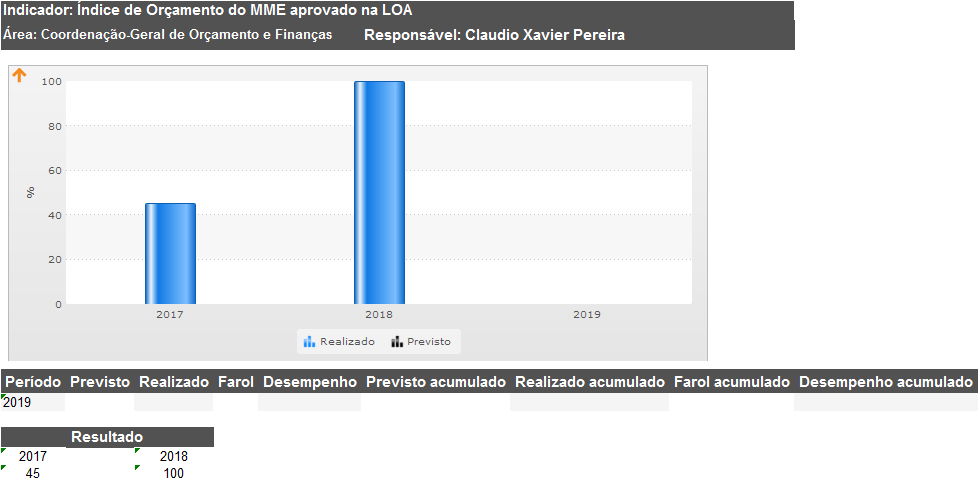 Indicador: Índice de Orçamento do MME aprovado na LOA
Área: Coordenação-Geral de Orçamento e Finanças Responsável: Claudio Xavier Pereira
100
80
60
%
40
20
0
2017 2018 2019
Realizado Previsto
Período Previsto Realizado Farol Desempenho Previsto acumulado Realizado acumulado Farol acumulado Desempenho acumulado
2019
Resultado
2017 2018
45 100